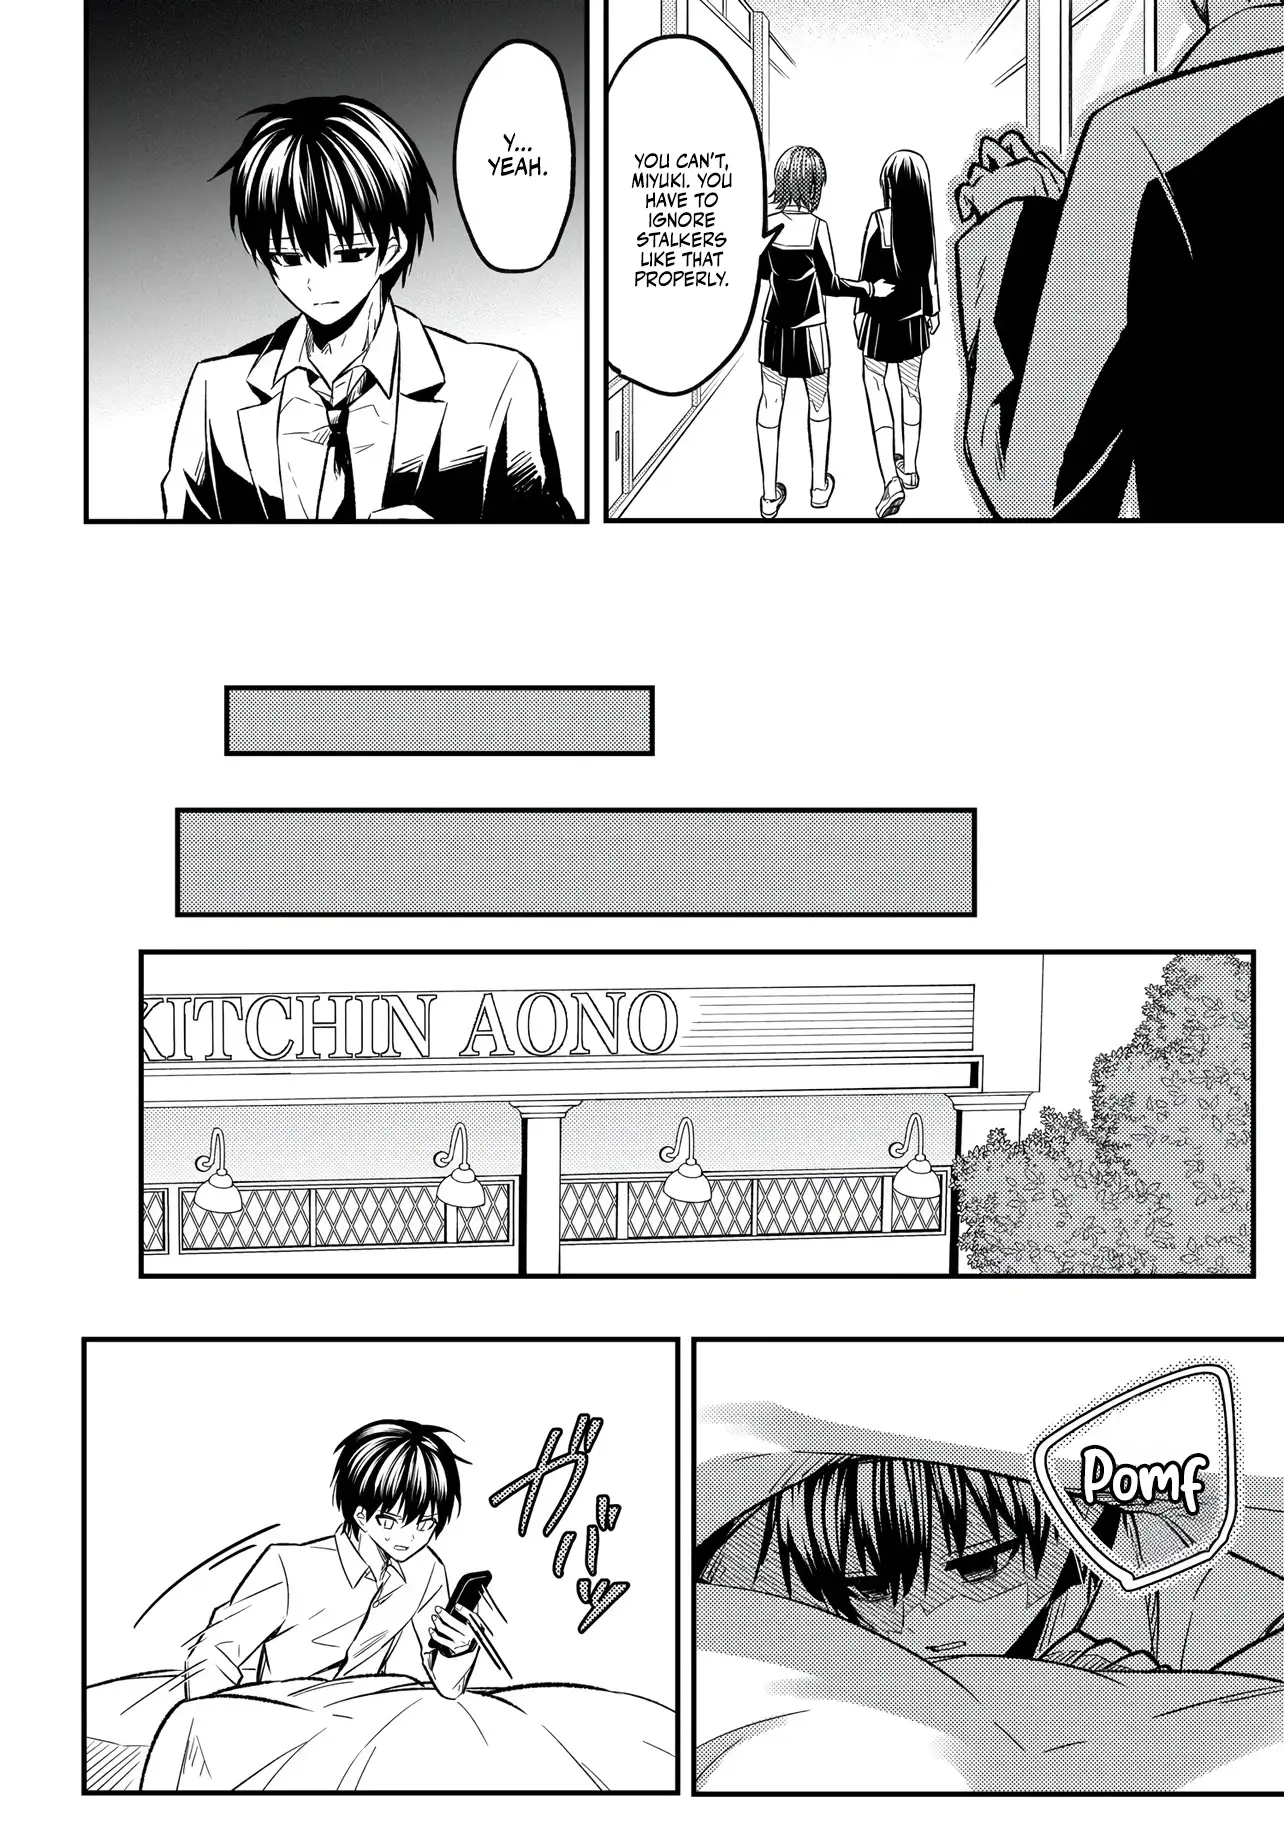 YOU CAN'T,
MIYUKI. YOU
HAVE TO
IGNORE
STALKERS
LIKE THAT
PROPERLY.
Y...
YEAH.
KITCHIN AONO
Pomf
ガバッ